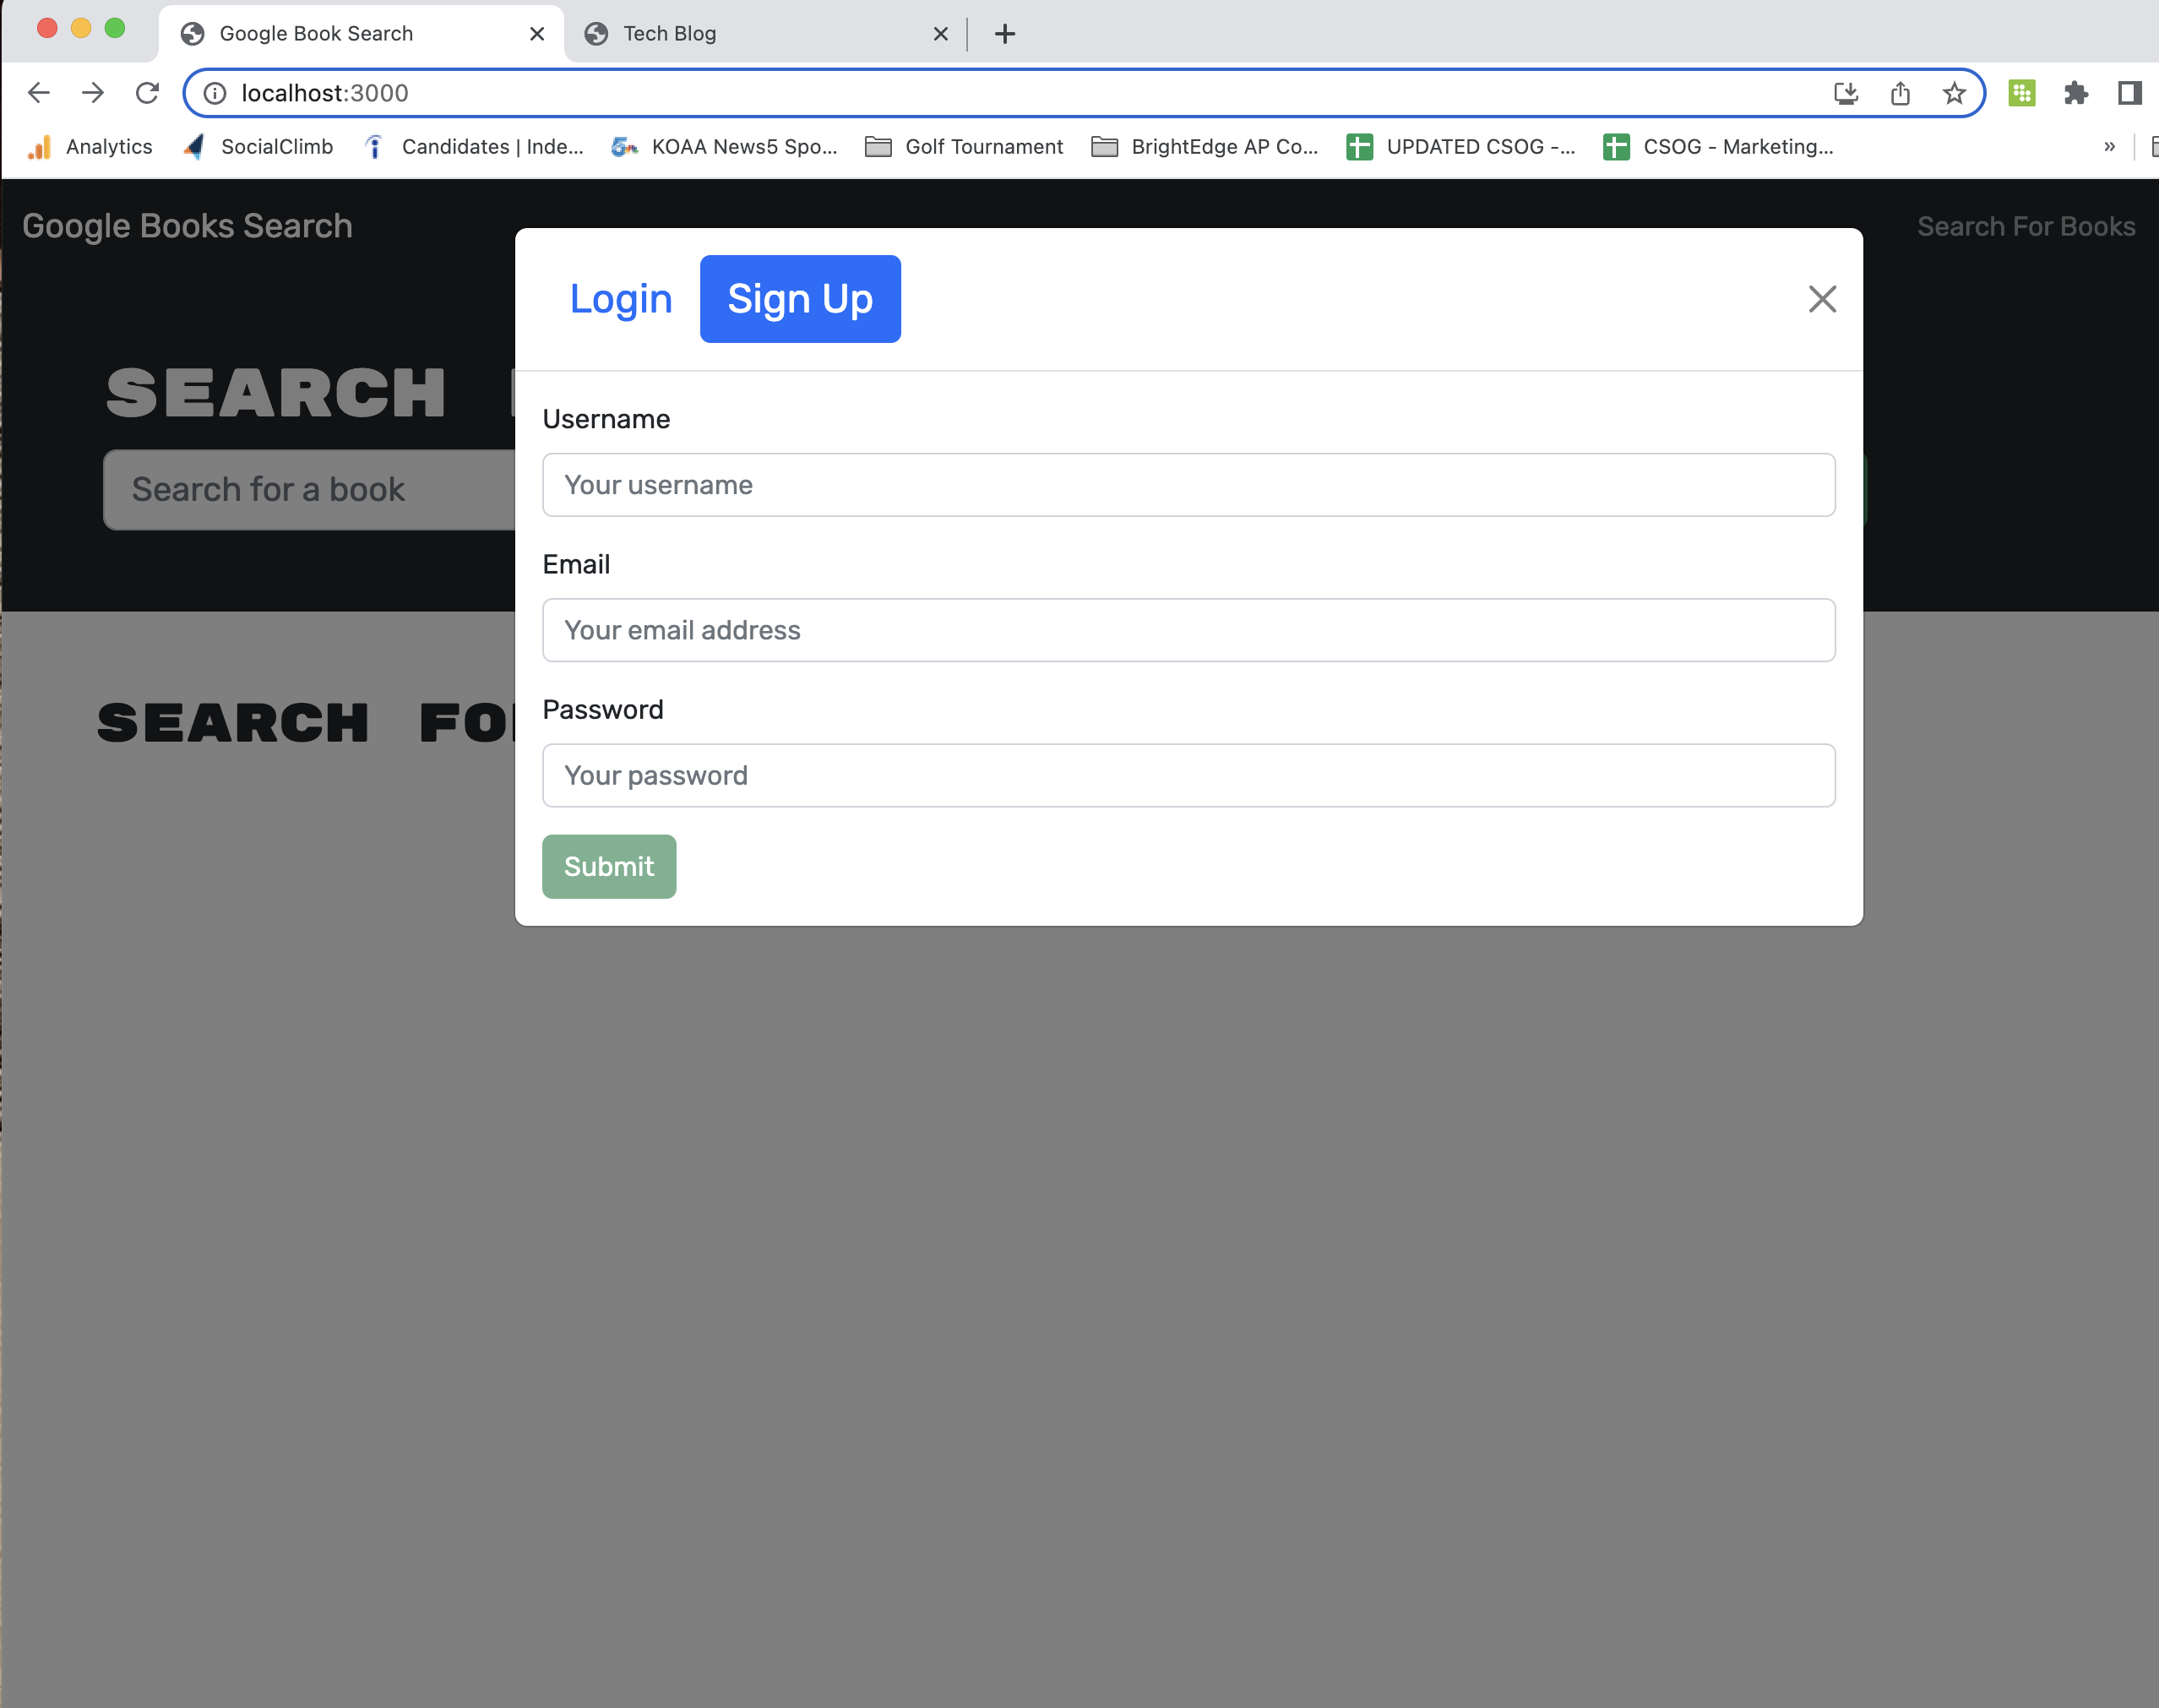 Google Book Search
Tech Blog
localhost:3000
Analytics
SocialClimb
Candidates | Inde...
KOAA News5 Spo...
Golf Tournament
BrightEdge AP Co...
UPDATED CSOG -...
CSOG - Marketing...
»
Google Books Search
Search For Books
Login
Sign Up
SEARCH
Search for a book
Username
Your username
Email
Your email address
SEARCH FO
Password
Your password
Submit